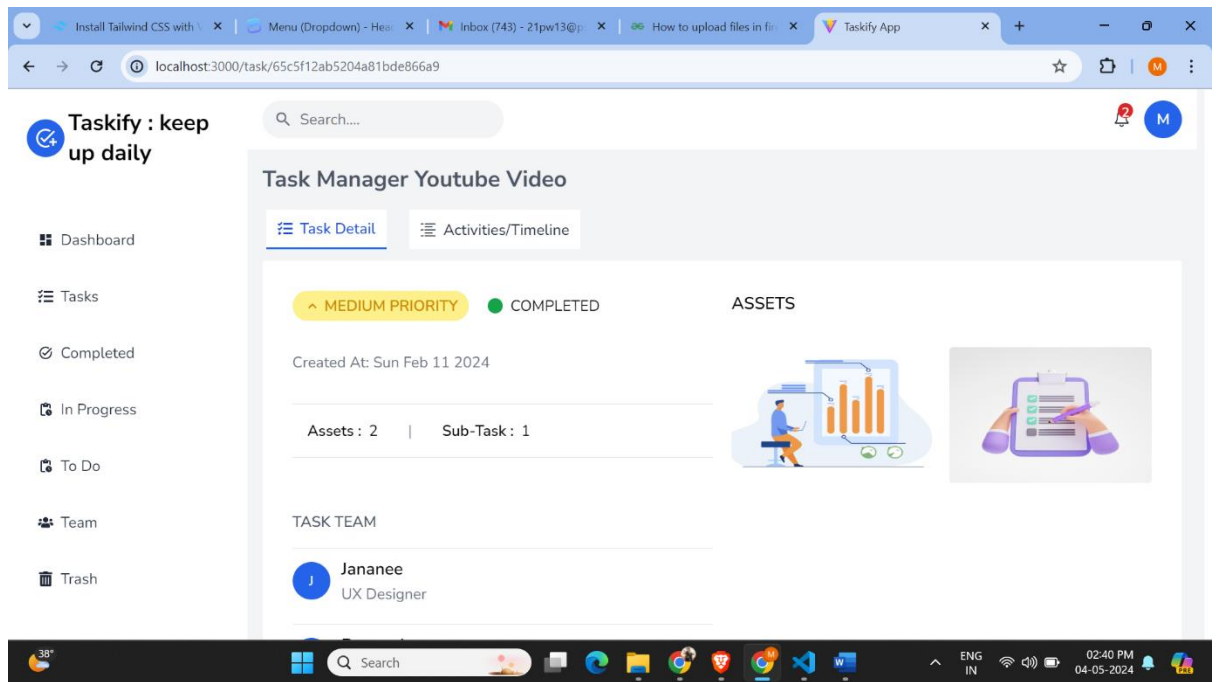 Install Tailwind CSS with V
Menu (Dropdown) - Head
Inbox (743) - 21pw13@p
How to upload files in fir
Taskify App
localhost:3000/task/65c5f12ab5204a81bde866a9
M
Taskify : keep
up daily
Search....
2
M
Task Manager Youtube Video
Task Detail
Activities/Timeline
Dashboard
Tasks
Completed
In Progress
To Do
Team
Trash
MEDIUM PRIORITY
COMPLETED
Created At: Sun Feb 11 2024
Assets : 2 | Sub-Task : 1
TASK TEAM
J
Jananee
UX Designer
ASSETS
38°
Search
ENG
IN
02:40 PM
04-05-2024
PRE